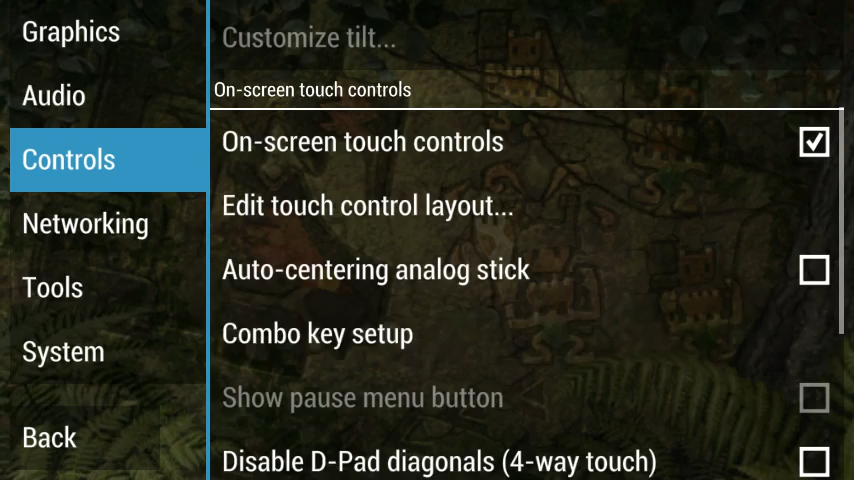 Graphics
Audio
Controls
Networking
Tools
System
Back
Customize tilt...
On-screen touch controls
On-screen touch controls
Edit touch control layout...
Auto-centering analog stick
Combo key setup
Show pause menu button
Disable D-Pad diagonals (4-way touch)